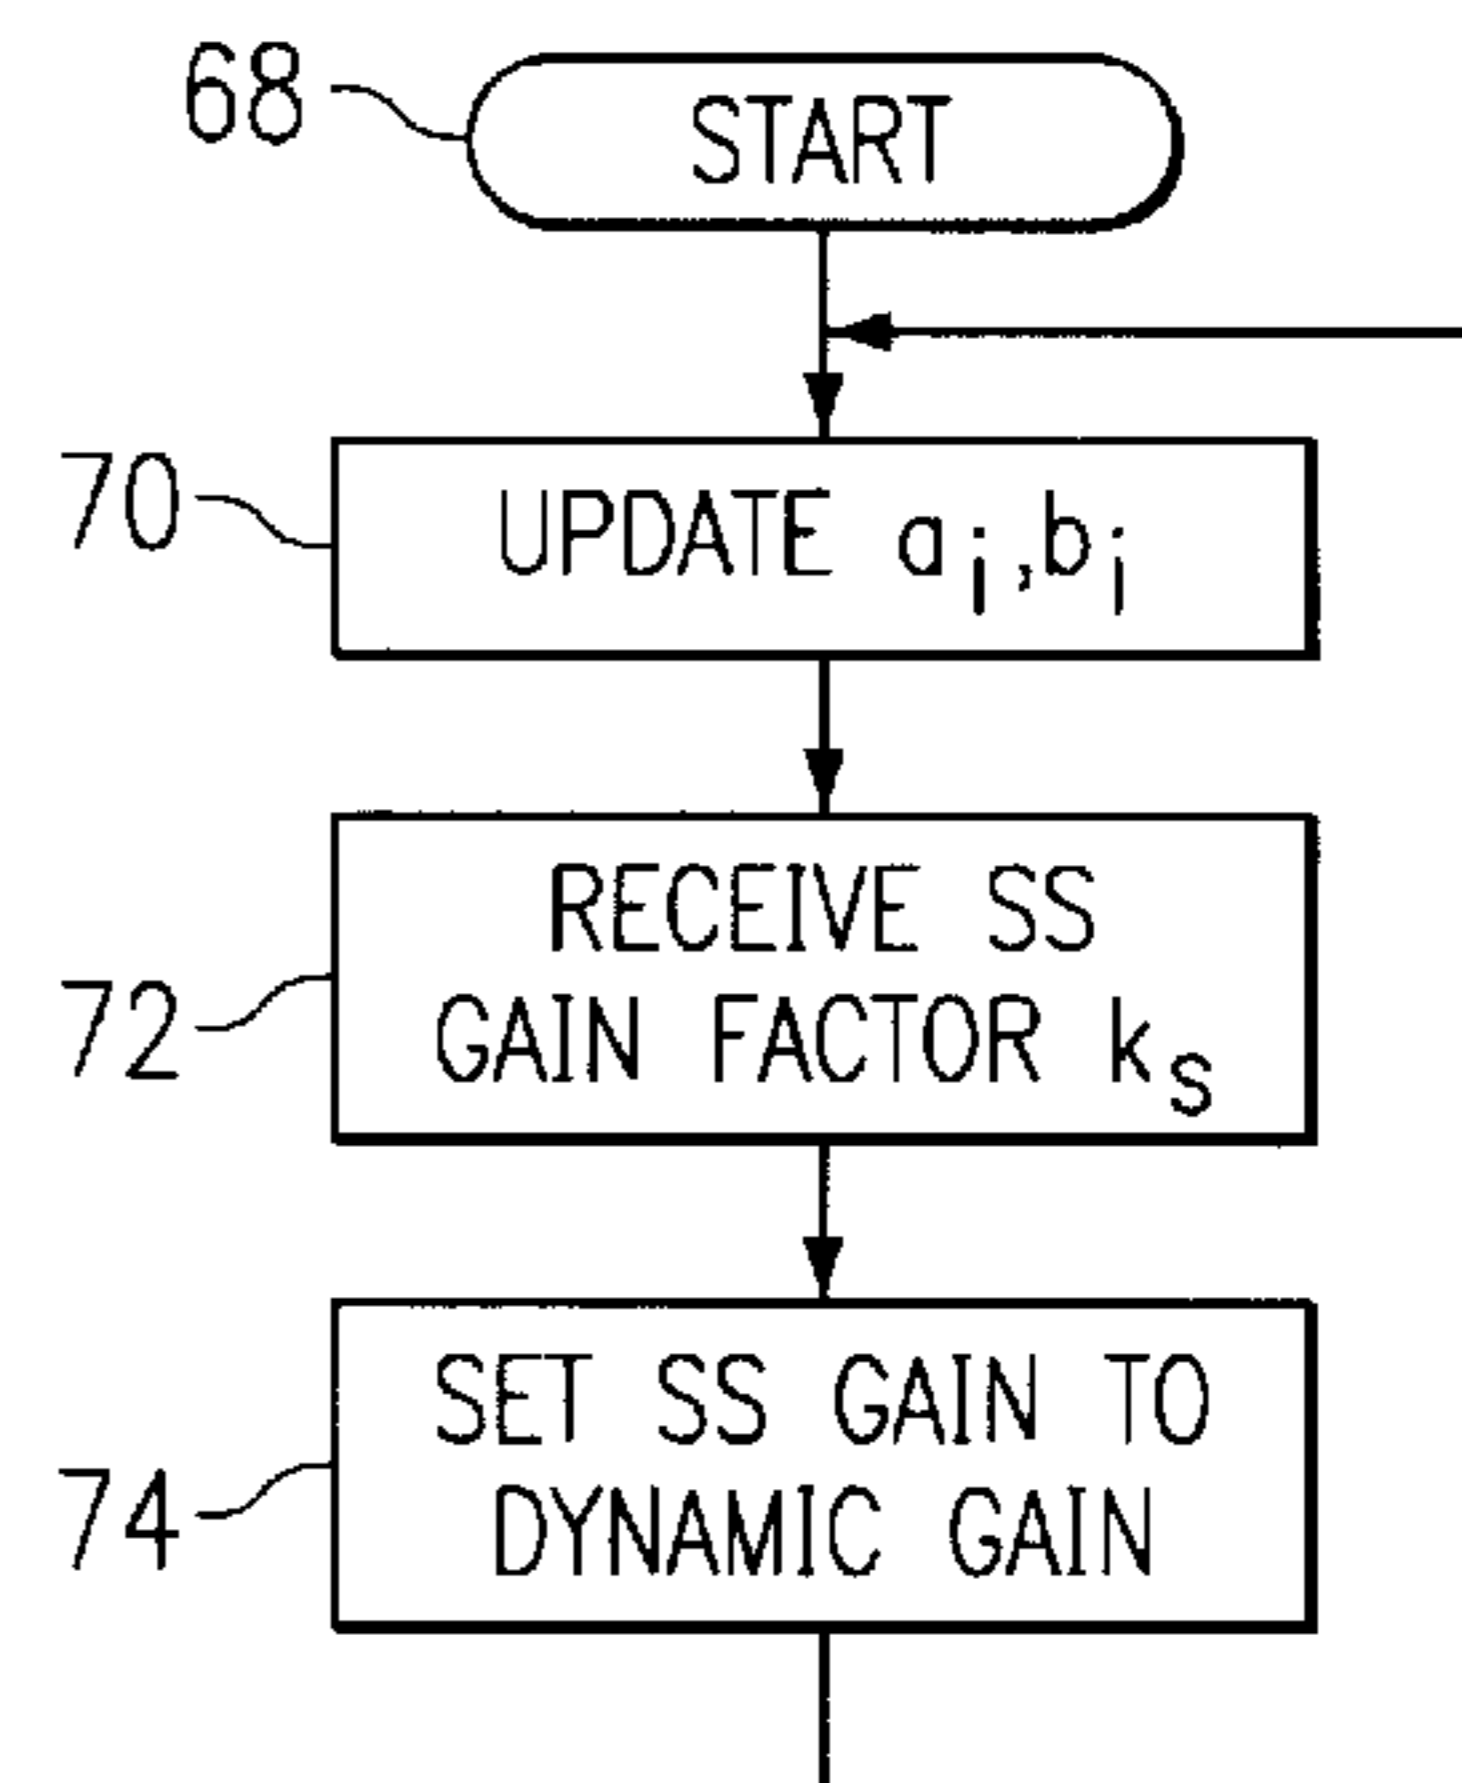 68 START
70 UPDATE aᵢ,bᵢ
RECEIVE SS
72 GAIN FACTOR kₛ
SET SS GAIN TO
74 DYNAMIC GAIN